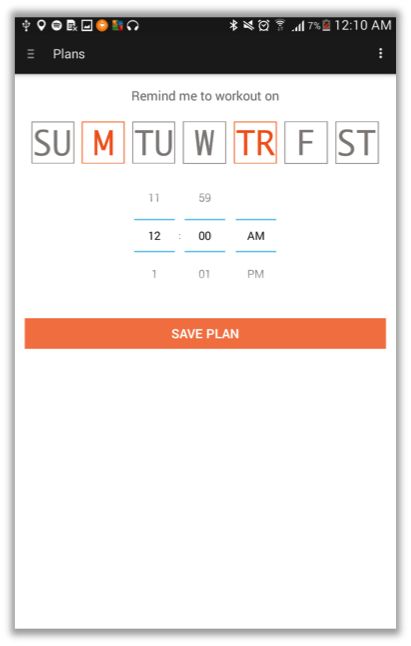 7% 12:10 AM
Plans
Remind me to workout on
SU M TU W TR F ST
11 59
12 : 00 AM
1 01 PM
SAVE PLAN